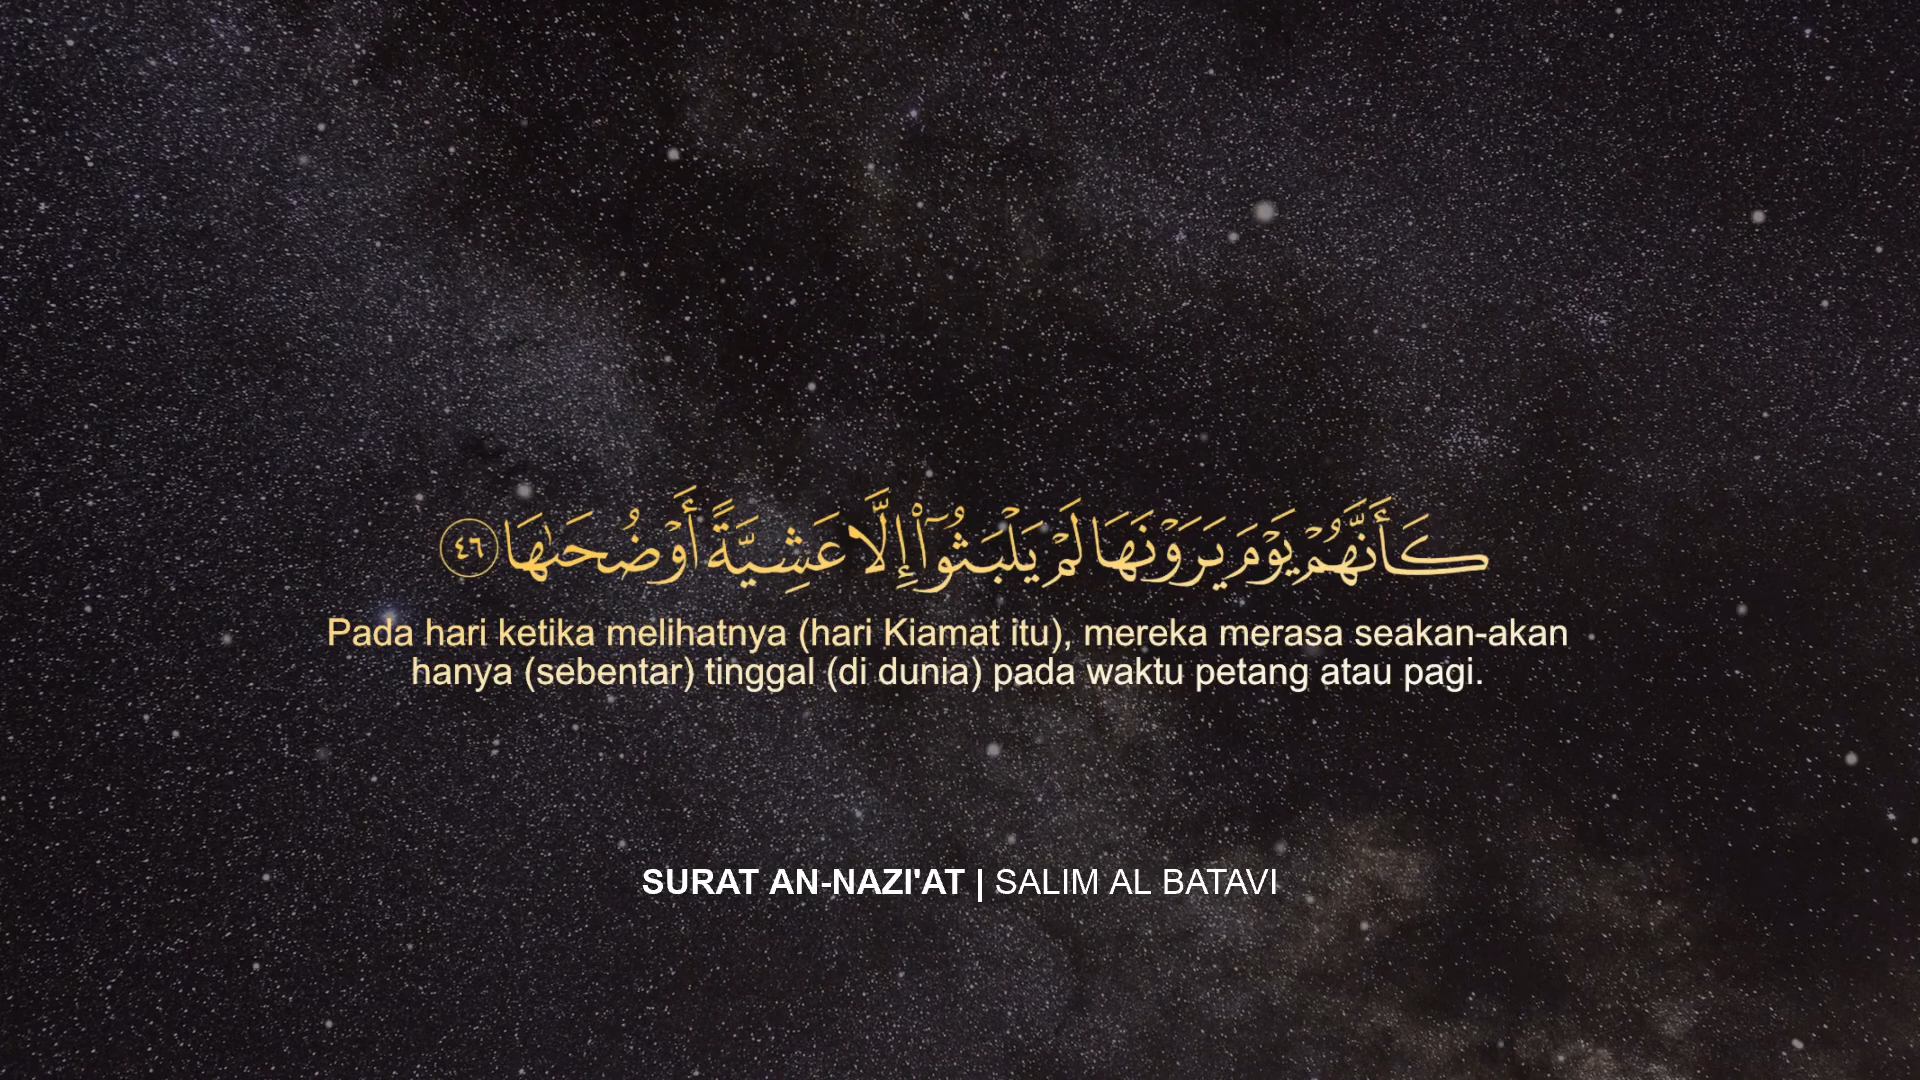 كَأَنَّهُمْ يَوْمَ يَرَوْنَهَا لَمْ يَلْبَثُوٓا۟ إِلَّا عَشِيَّةً أَوْ ضُحَىٰهَا ٤٦
Pada hari ketika melihatnya (hari Kiamat itu), mereka merasa seakan-akan
hanya (sebentar) tinggal (di dunia) pada waktu petang atau pagi.
SURAT AN-NAZI'AT | SALIM AL BATAVI